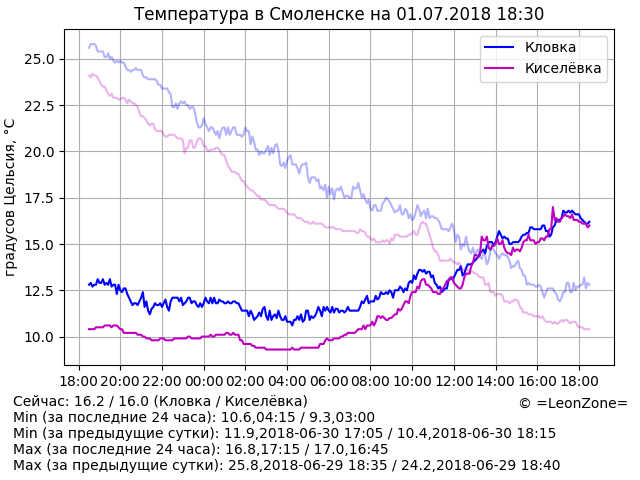 Температура в Смоленске на 01.07.2018 18:30
градусов Цельсия, °C
25.0
22.5
20.0
17.5
15.0
12.5
10.0
Кловка
Киселёвка
18:00 20:00 22:00 00:00 02:00 04:00 06:00 08:00 10:00 12:00 14:00 16:00 18:00
Сейчас: 16.2 / 16.0 (Кловка / Киселёвка)
© =LeonZone=
Min (за последние 24 часа): 10.6,04:15 / 9.3,03:00
Min (за предыдущие сутки): 11.9,2018-06-30 17:05 / 10.4,2018-06-30 18:15
Max (за последние 24 часа): 16.8,17:15 / 17.0,16:45
Max (за предыдущие сутки): 25.8,2018-06-29 18:35 / 24.2,2018-06-29 18:40